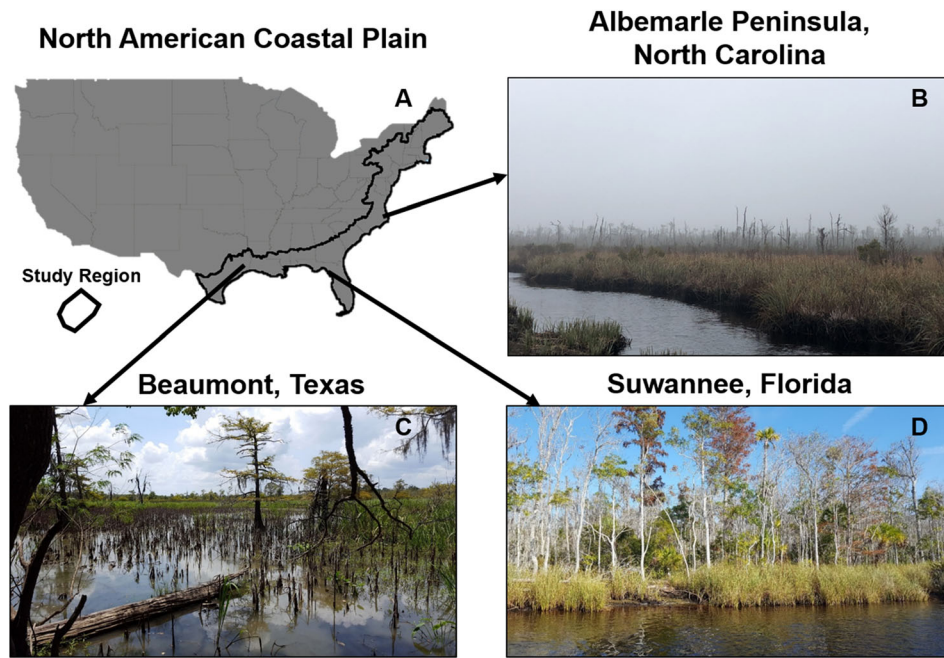 North American Coastal Plain
A
Study Region
Albemarle Peninsula,
North Carolina
B
Beaumont, Texas
C
Suwannee, Florida
D